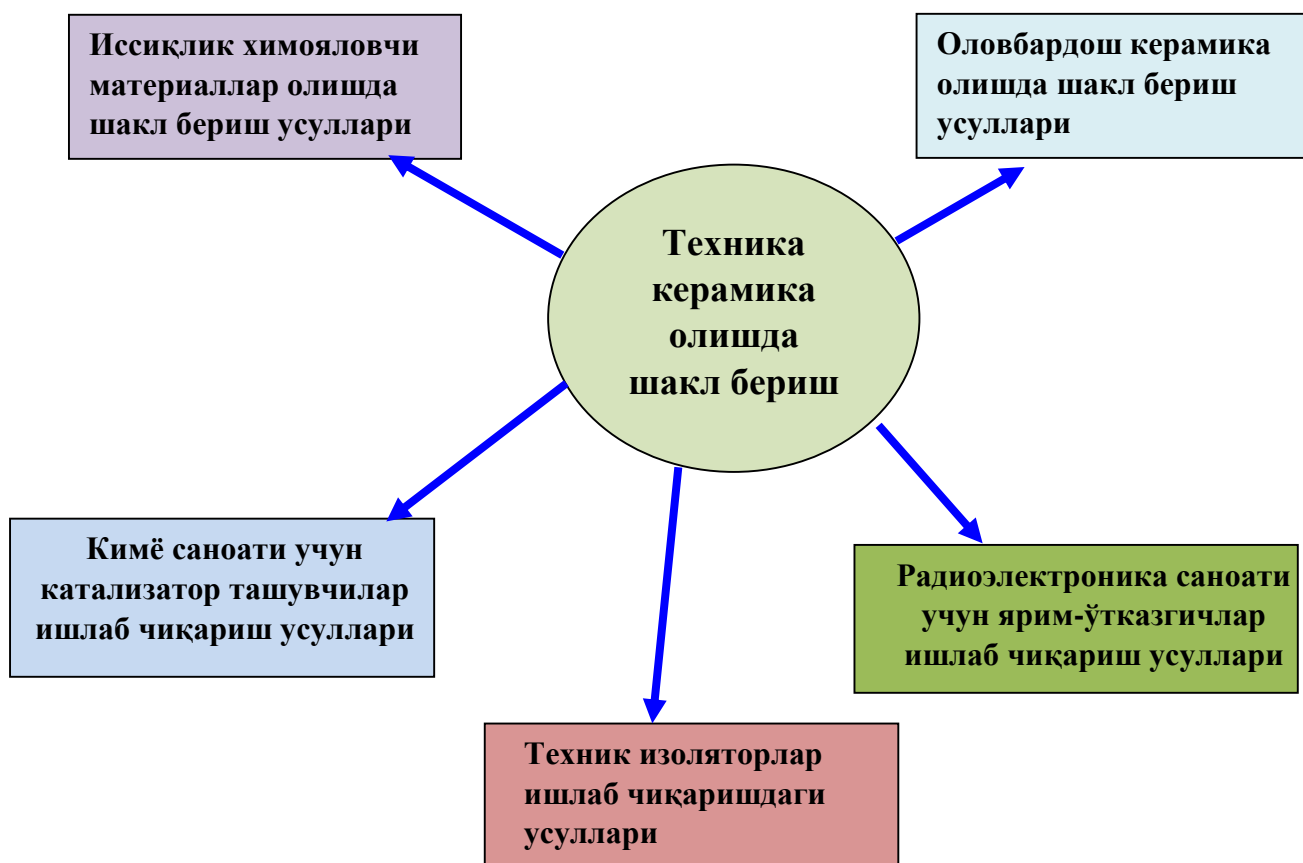 Иссиқлик химояловчи
материаллар олишда
шакл бериш усуллари
Оловбардош керамика
олишда шакл бериш
усуллари
Техника
керамика
олишда
шакл бериш
Кимё саноати учун
катализатор ташувчилар
ишлаб чиқариш усуллари
Радиоэлектроника саноати
учун ярим-ўтказгичлар
ишлаб чиқариш усуллари
Техник изоляторлар
ишлаб чиқаришдаги
усуллари